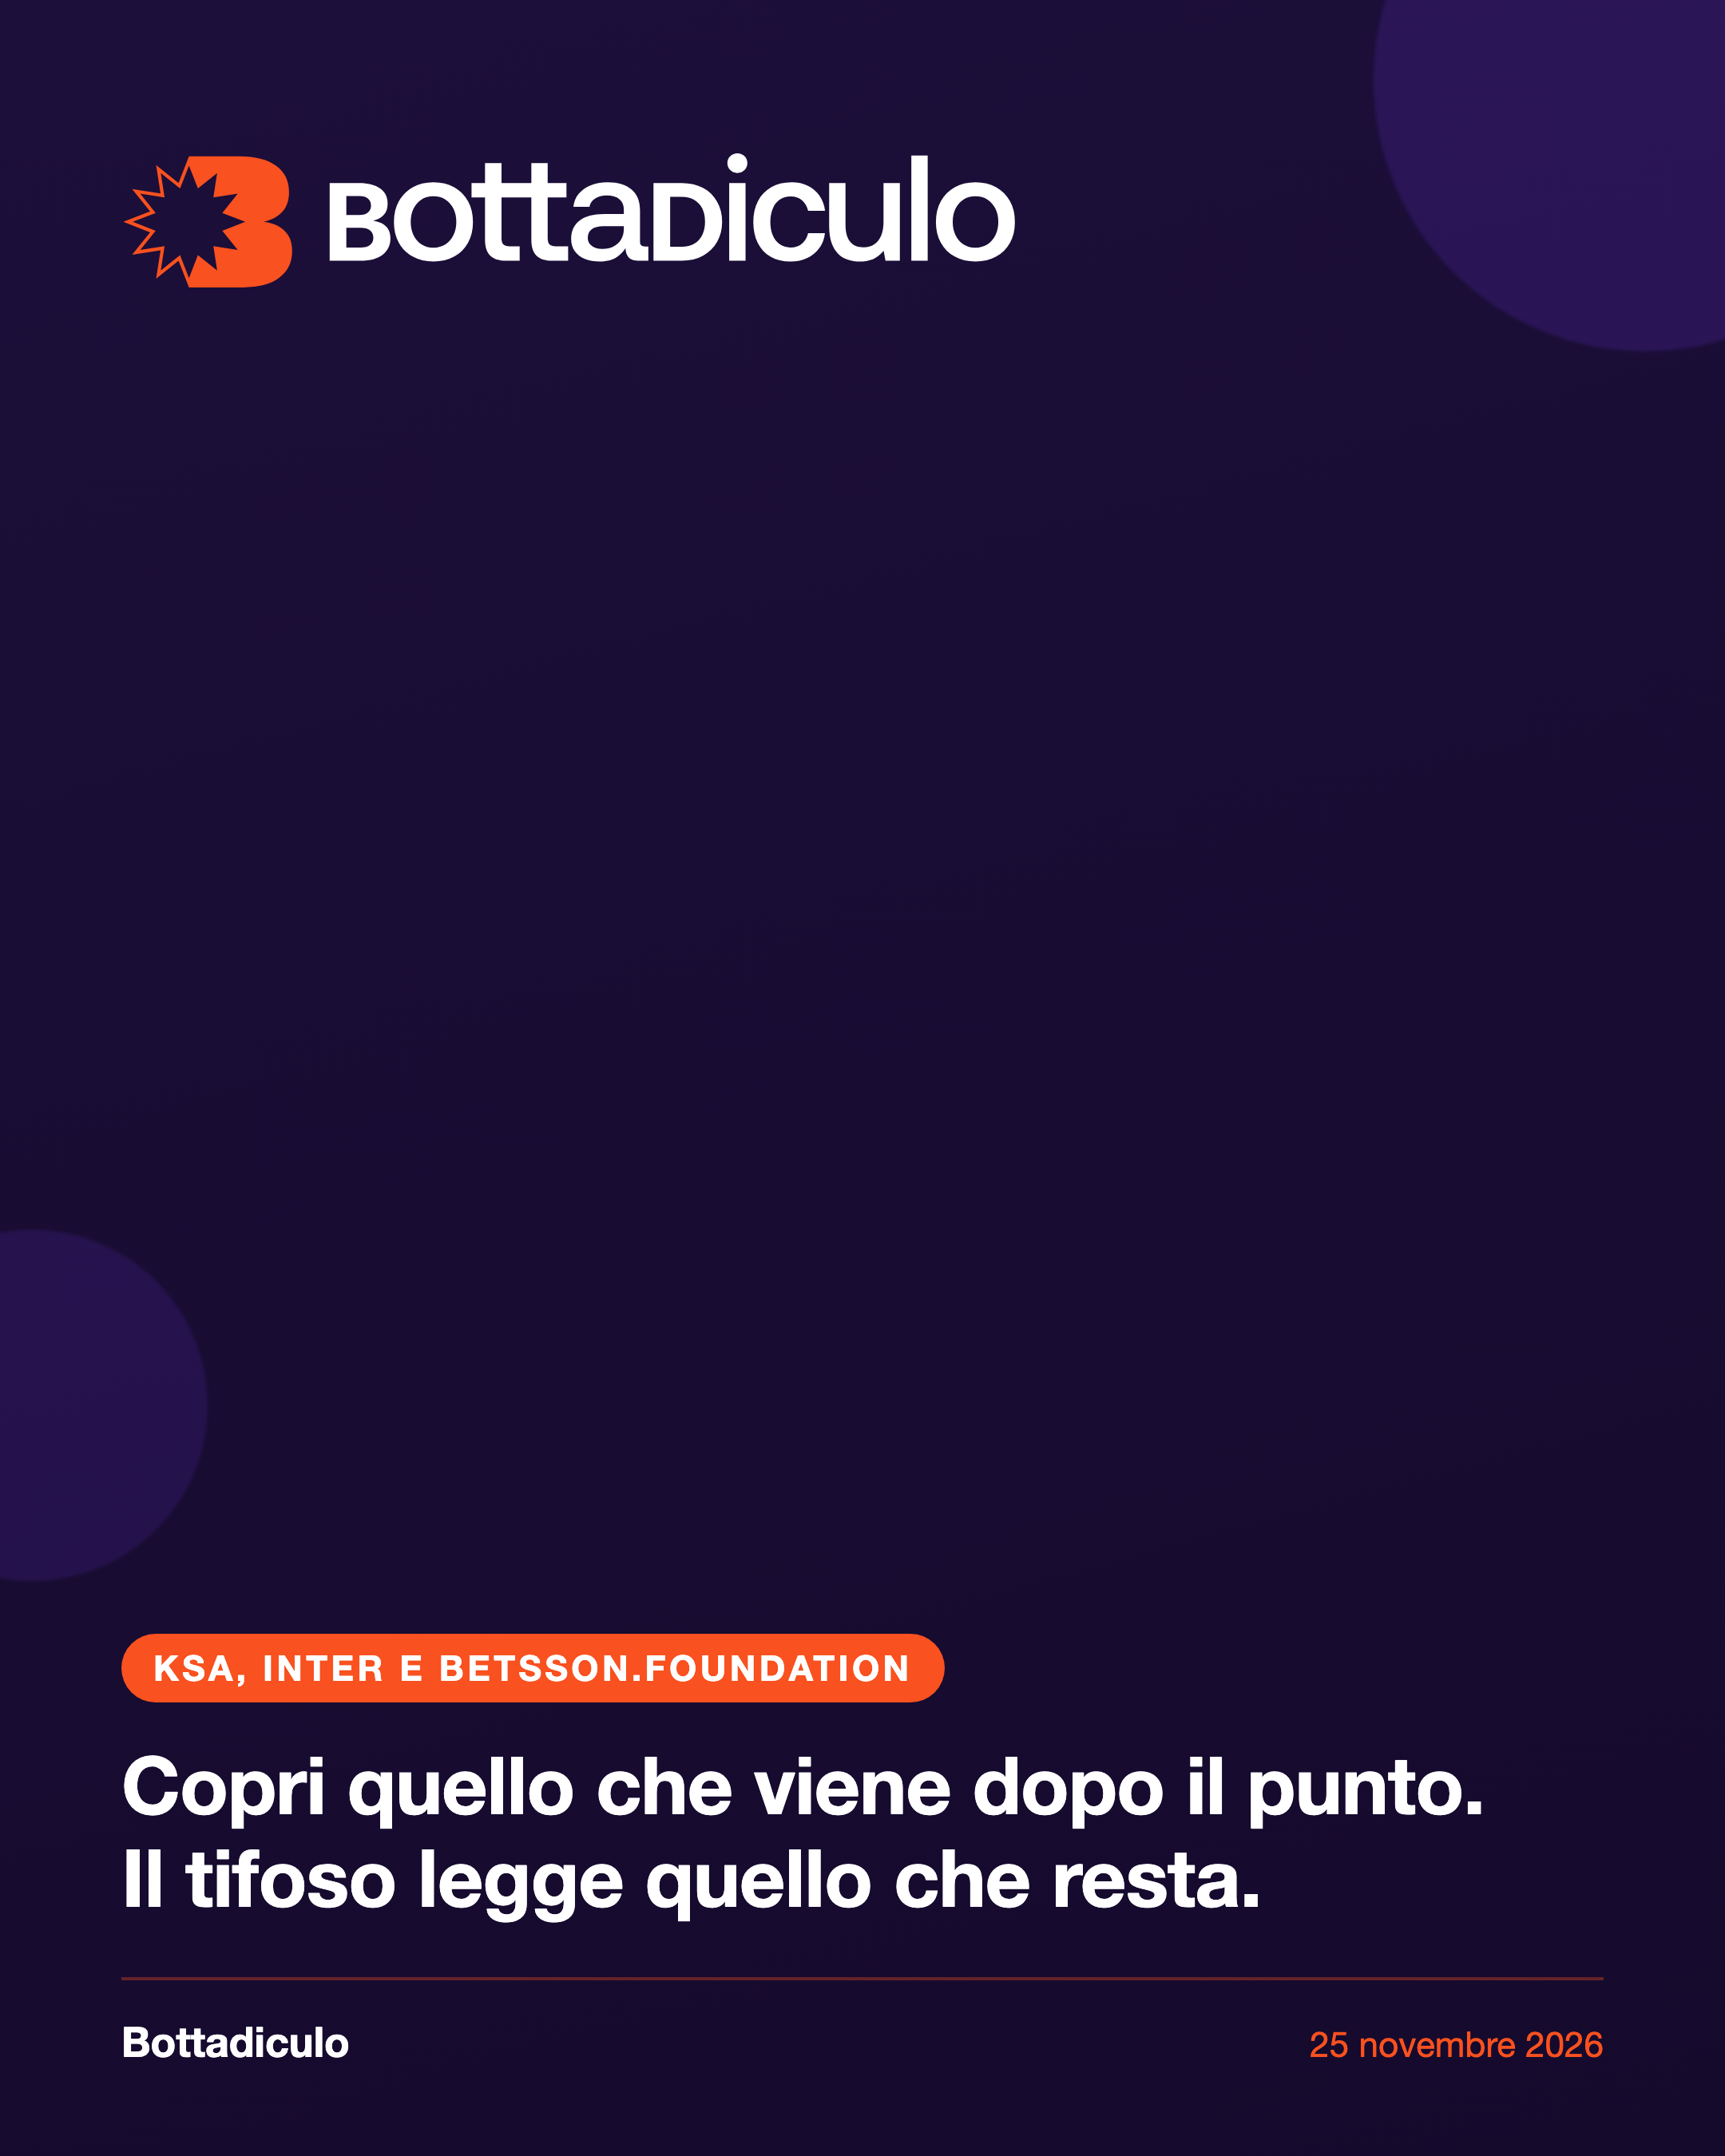 BottaDiculo
KSA, INTER E BETSSON.FOUNDATION
Copri quello che viene dopo il punto.
Il tifoso legge quello che resta.
Bottadiculo
25 novembre 2026